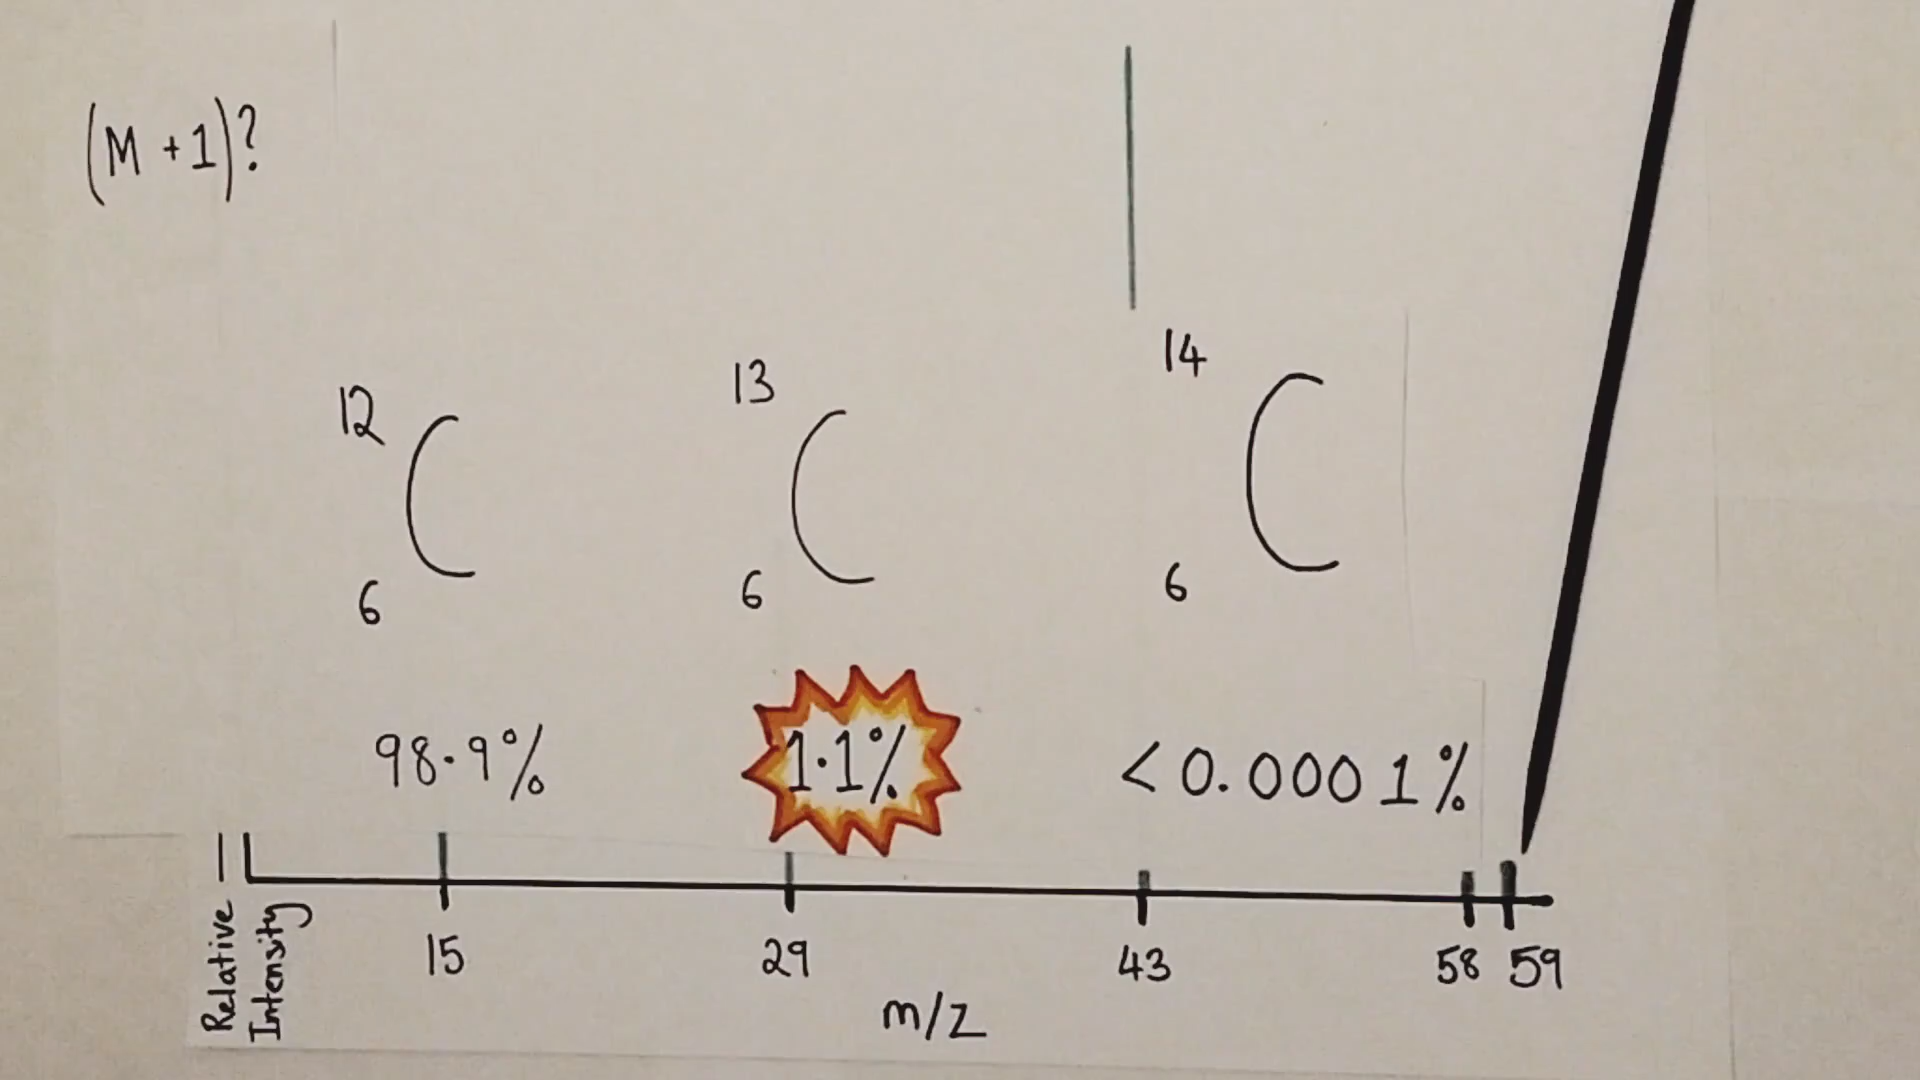 (M + 1)?
12 C 6
13 C 6
14 C 6
98.9%
1.1%
< 0.0001%
Relative Intensity
15 29 43 58 59
m/z